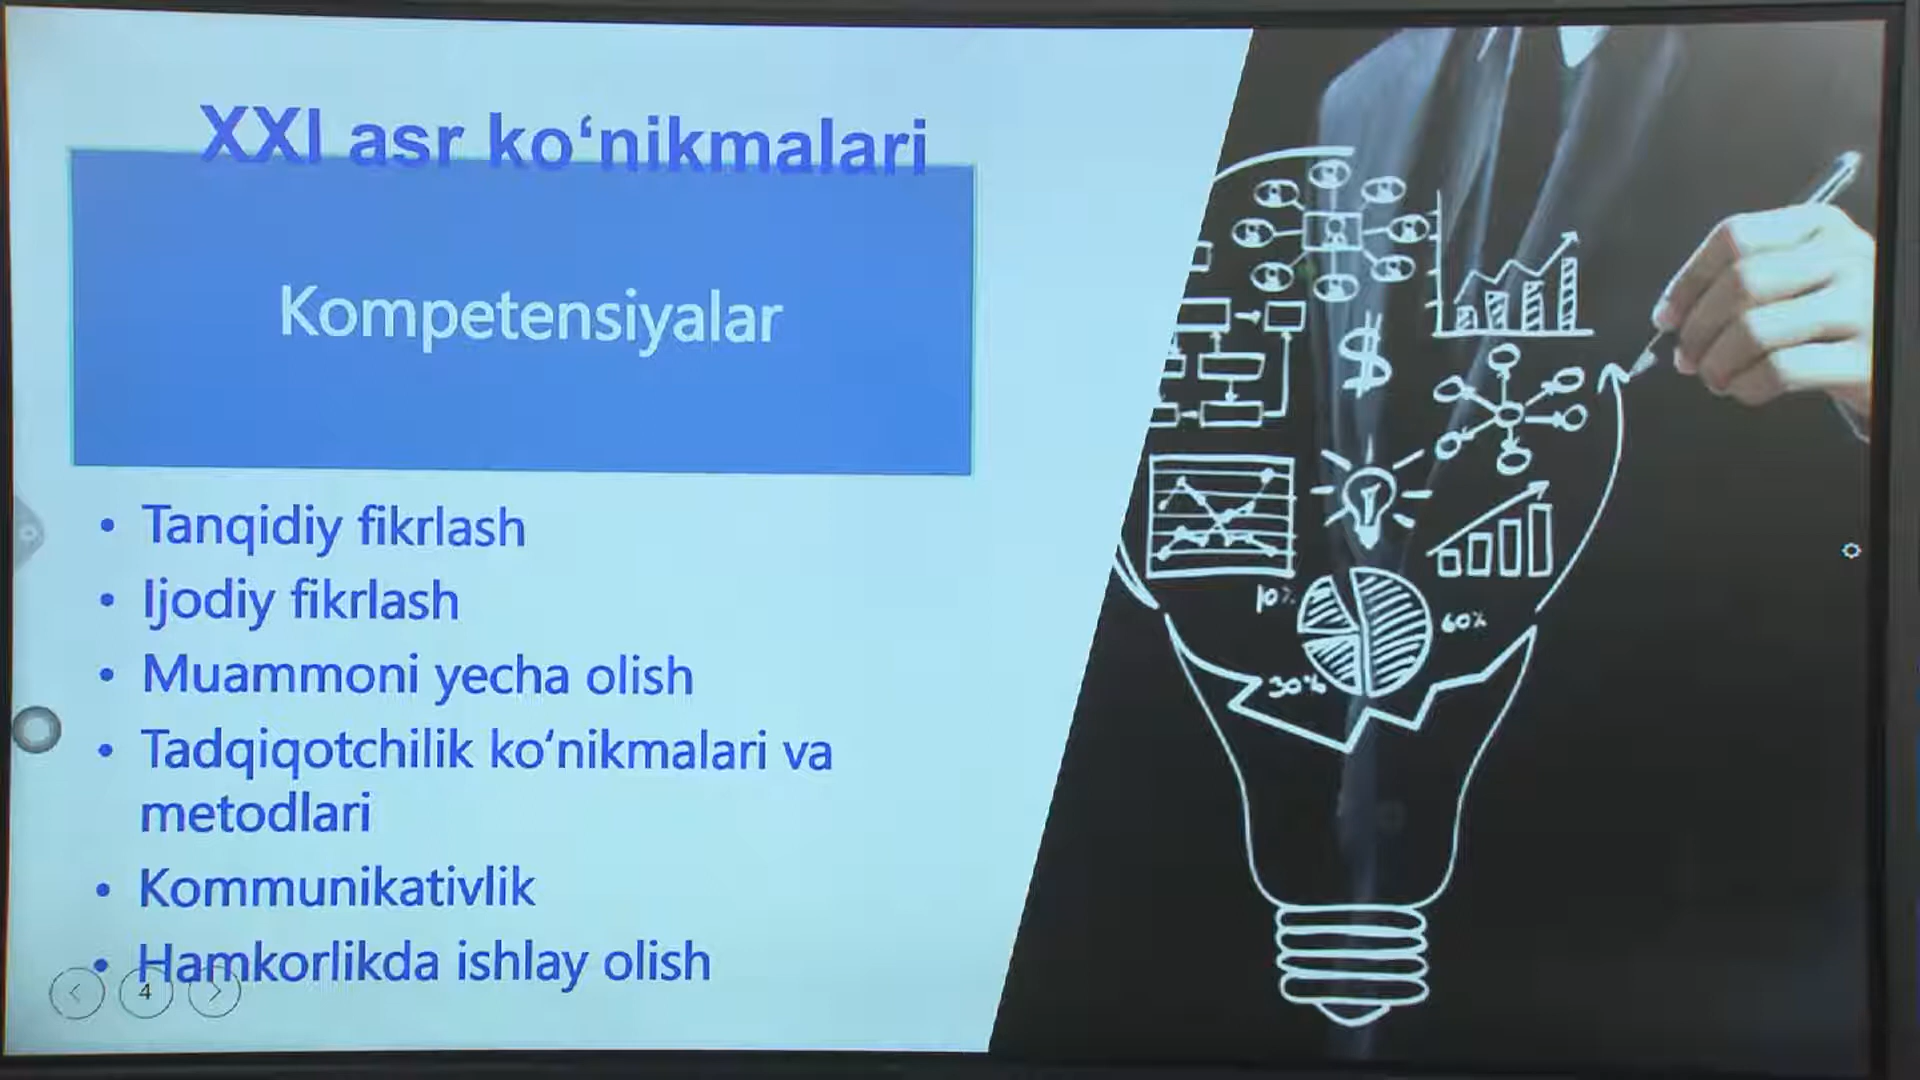 XXI asr ko‘nikmalari
Kompetensiyalar
• Tanqidiy fikrlash
• Ijodiy fikrlash
• Muammoni yecha olish
• Tadqiqotchilik ko‘nikmalari va
metodlari
• Kommunikativlik
• Hamkorlikda ishlay olish
4
$
10%
60%
30%